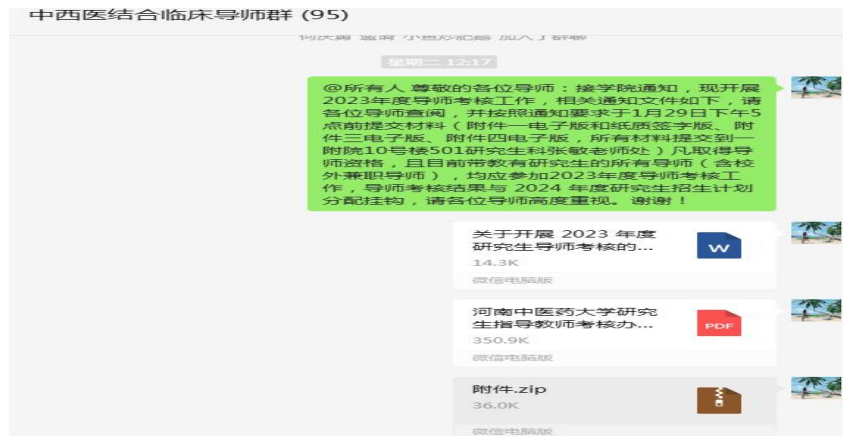 中西医结合临床导师群 (95)
加入了群聊
星期二 12:17
@所有人 尊敬的各位导师：接学院通知，现开展
2023年度导师考核工作，相关通知文件如下，请
各位导师查阅，并按照通知要求于1月29日下午5
点前提交材料（附件一电子版和纸质签字版、附
件三电子版、附件四电子版，所有材料提交到一
附院10号楼501研究生科张敏老师处）凡取得导
师资格，且目前带教有研究生的所有导师（含校
外兼职导师），均应参加2023年度导师考核工
作，导师考核结果与 2024 年度研究生招生计划
分配挂钩，请各位导师高度重视。谢谢！
关于开展 2023 年度
研究生导师考核的...
W
14.3K
微信电脑版
河南中医药大学研究
生指导教师考核办...
PDF
350.9K
微信电脑版
附件.zip
36.0K
微信电脑版